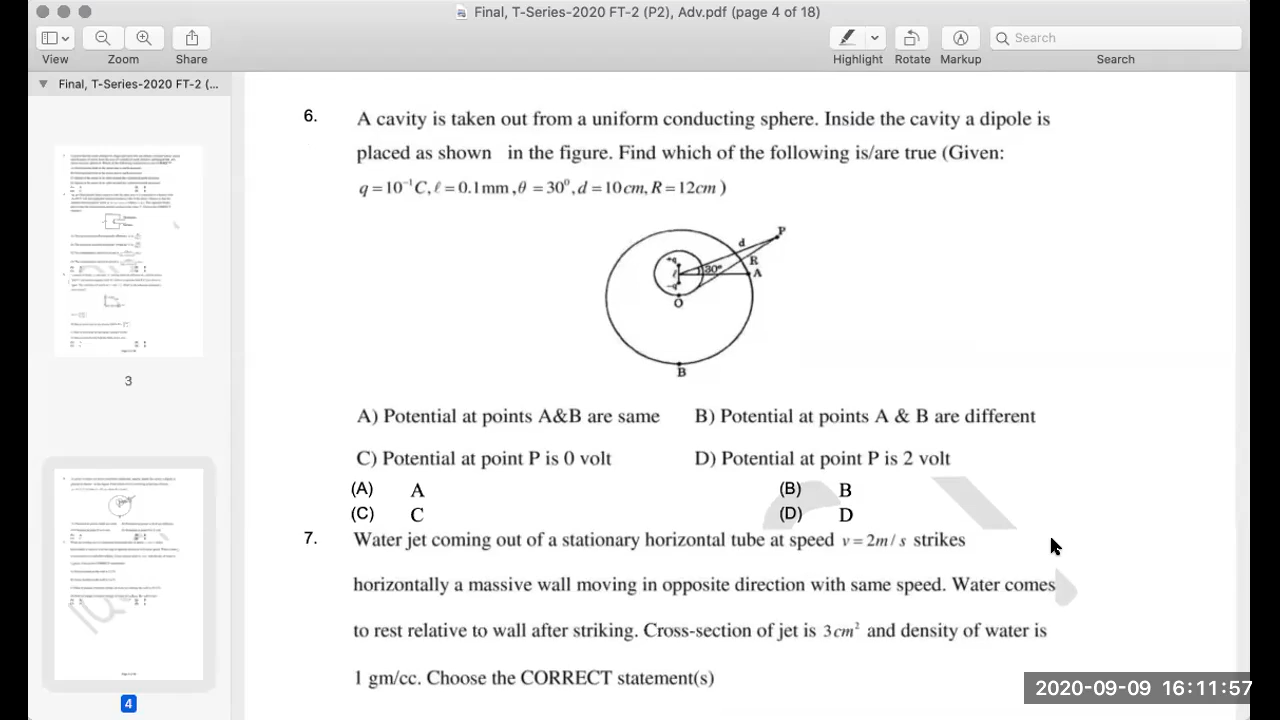 Final, T-Series-2020 FT-2 (P2), Adv.pdf (page 4 of 18)
View
Zoom
Share
Highlight
Rotate
Markup
Search
Search
Final, T-Series-2020 FT-2 (...
3
4
6. A cavity is taken out from a uniform conducting sphere. Inside the cavity a dipole is
placed as shown in the figure. Find which of the following is/are true (Given:
q = 10⁻¹ C, ℓ = 0.1mm, θ = 30°, d = 10 cm, R = 12cm )
P
d
R
+q
ℓ
30°
A
−q
O
B
A) Potential at points A&B are same B) Potential at points A & B are different
C) Potential at point P is 0 volt D) Potential at point P is 2 volt
(A) A (B) B
(C) C (D) D
7. Water jet coming out of a stationary horizontal tube at speed v = 2m / s strikes
horizontally a massive wall moving in opposite direction with same speed. Water comes
to rest relative to wall after striking. Cross-section of jet is 3cm² and density of water is
1 gm/cc. Choose the CORRECT statement(s)
2020-09-09 16:11:57